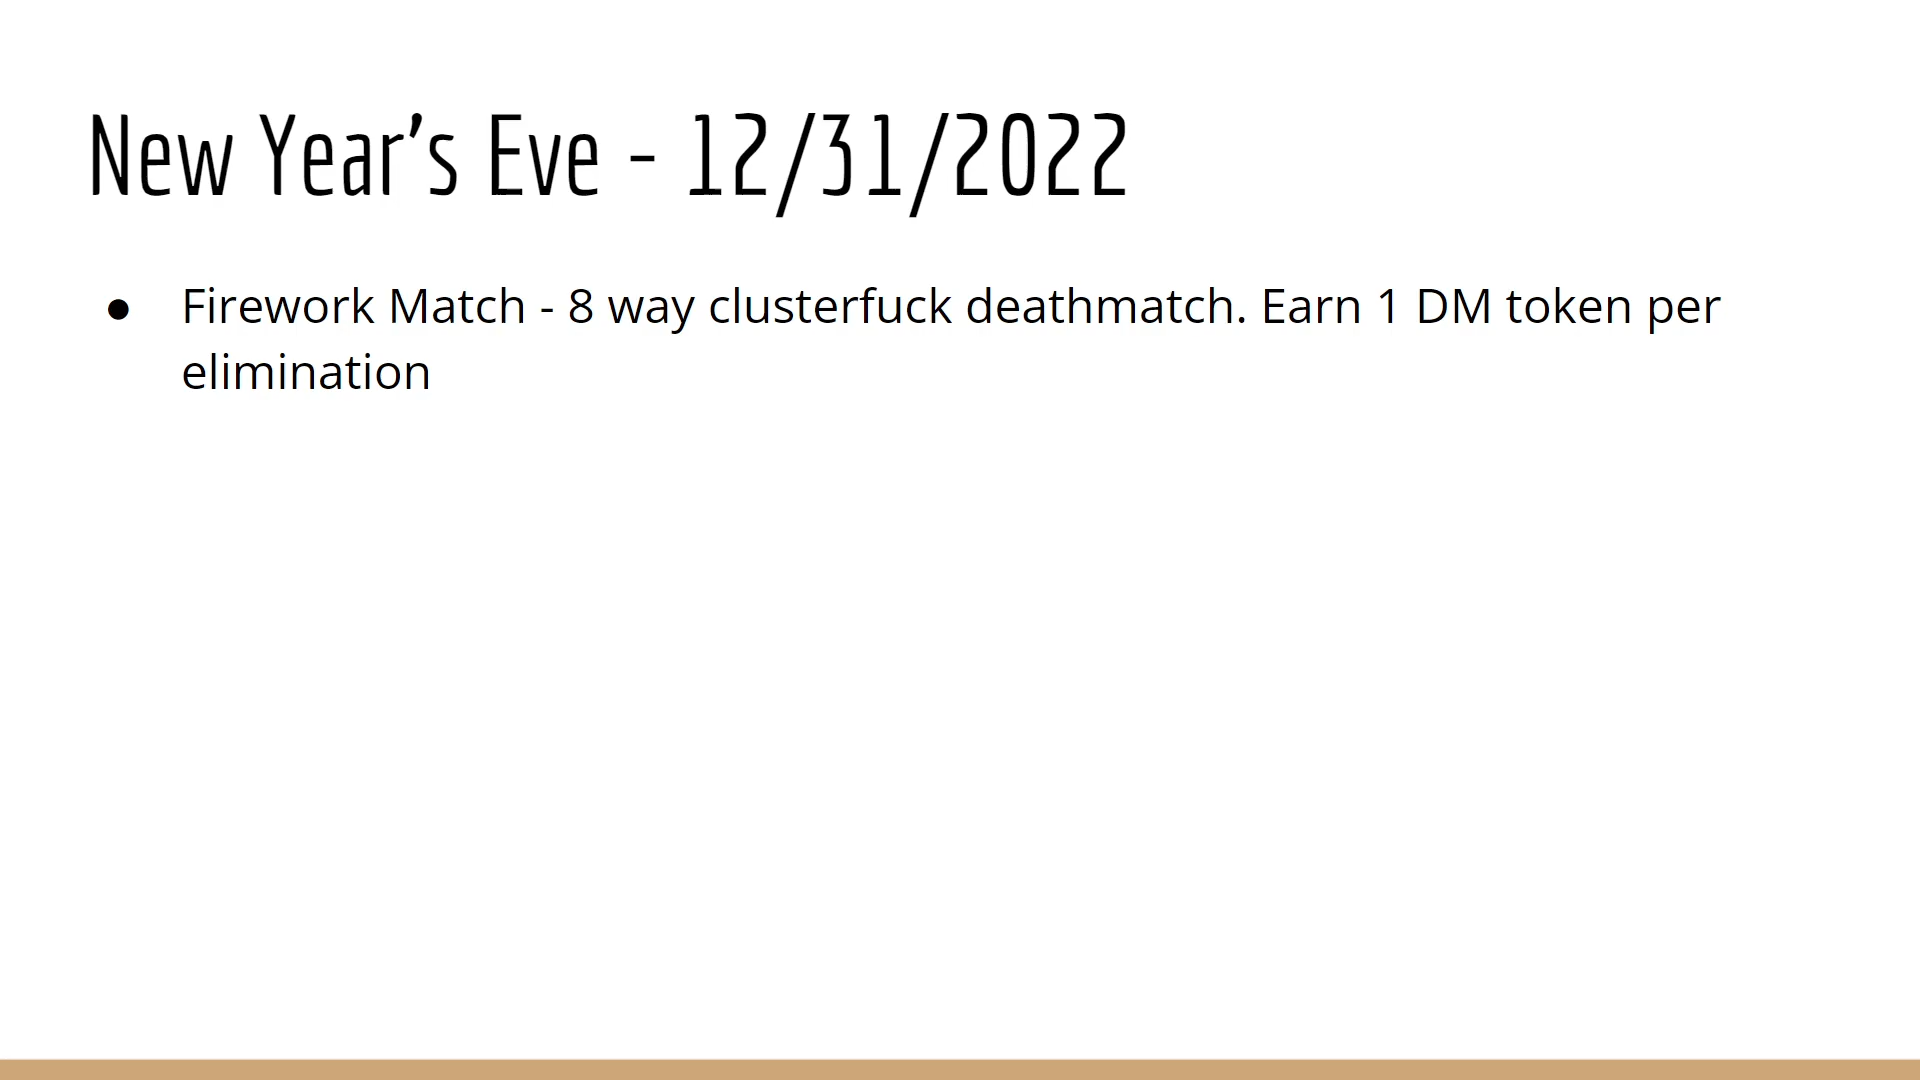 New Year's Eve - 12/31/2022
● Firework Match - 8 way clusterfuck deathmatch. Earn 1 DM token per
elimination